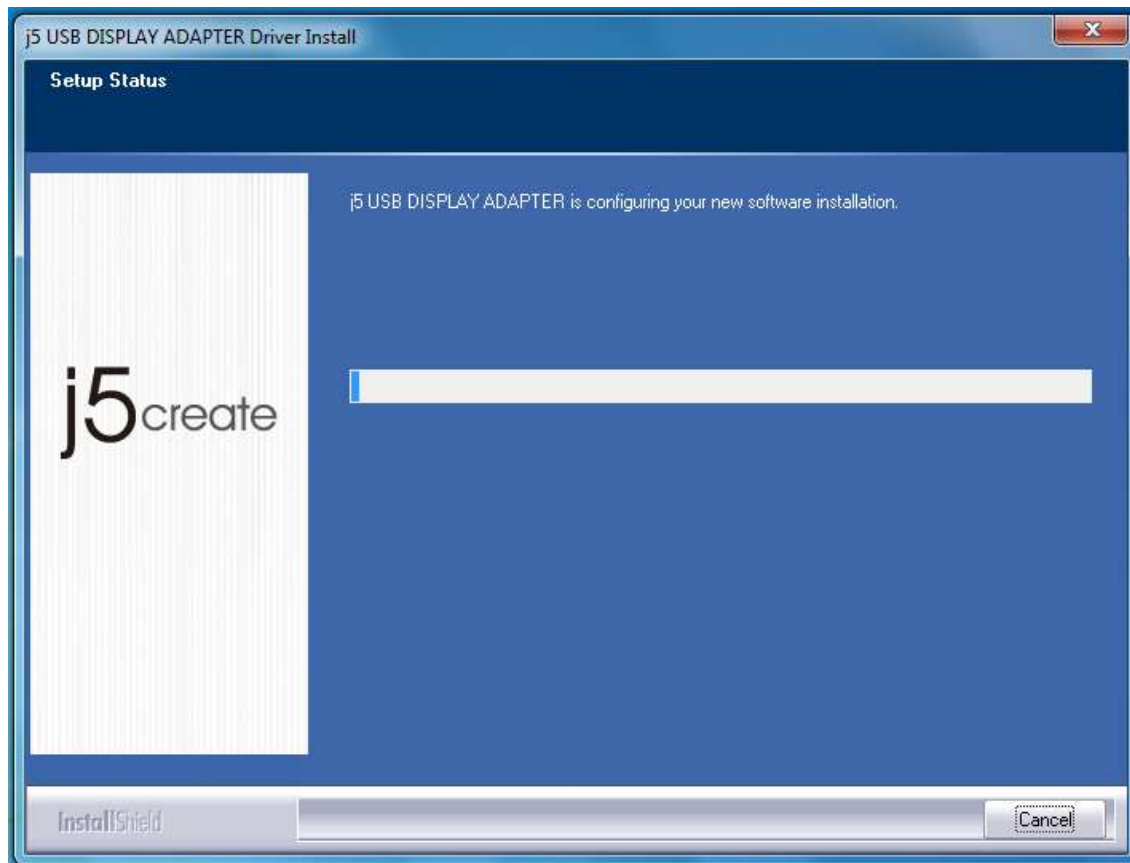 j5 USB DISPLAY ADAPTER Driver Install
Setup Status
j5 USB DISPLAY ADAPTER is configuring your new software installation.
j5create
InstallShield
Cancel